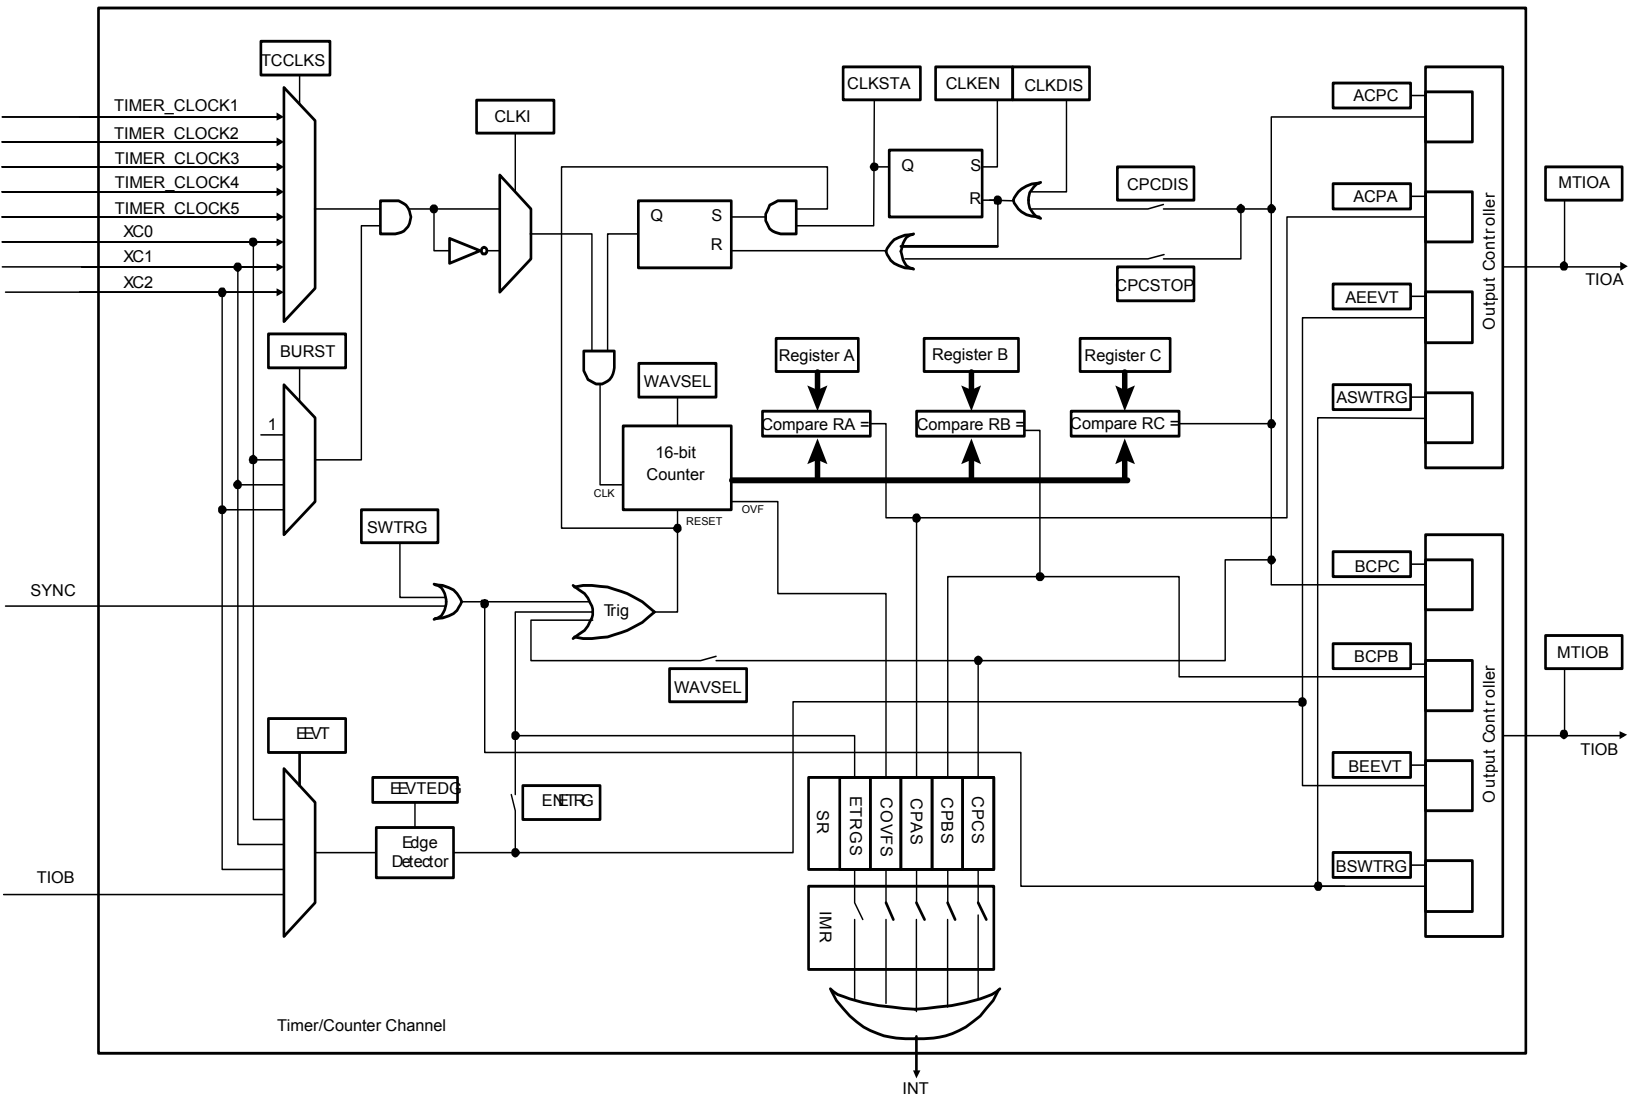 TCCLKS
TIMER_CLOCK1
TIMER_CLOCK2
TIMER_CLOCK3
TIMER_CLOCK4
TIMER_CLOCK5
XC0
XC1
XC2
CLKI
CLKSTA
CLKEN
CLKDIS
Q
S
R
Q
S
R
CPCDIS
CPCSTOP
ACPC
ACPA
AEEVT
ASWTRG
Output Controller
MTIOA
TIOA
BURST
1
Register A
Register B
Register C
WAVSEL
Compare RA =
Compare RB =
Compare RC =
16-bit
Counter
CLK
RESET
OVF
SWTRG
SYNC
Trig
WAVSEL
BCPC
BCPB
BEEVT
BSWTRG
Output Controller
MTIOB
TIOB
EEVT
EEVTEDG
ENETRG
Edge
Detector
TIOB
SR
ETRGS
COVFS
CPAS
CPBS
CPCS
IMR
Timer/Counter Channel
INT